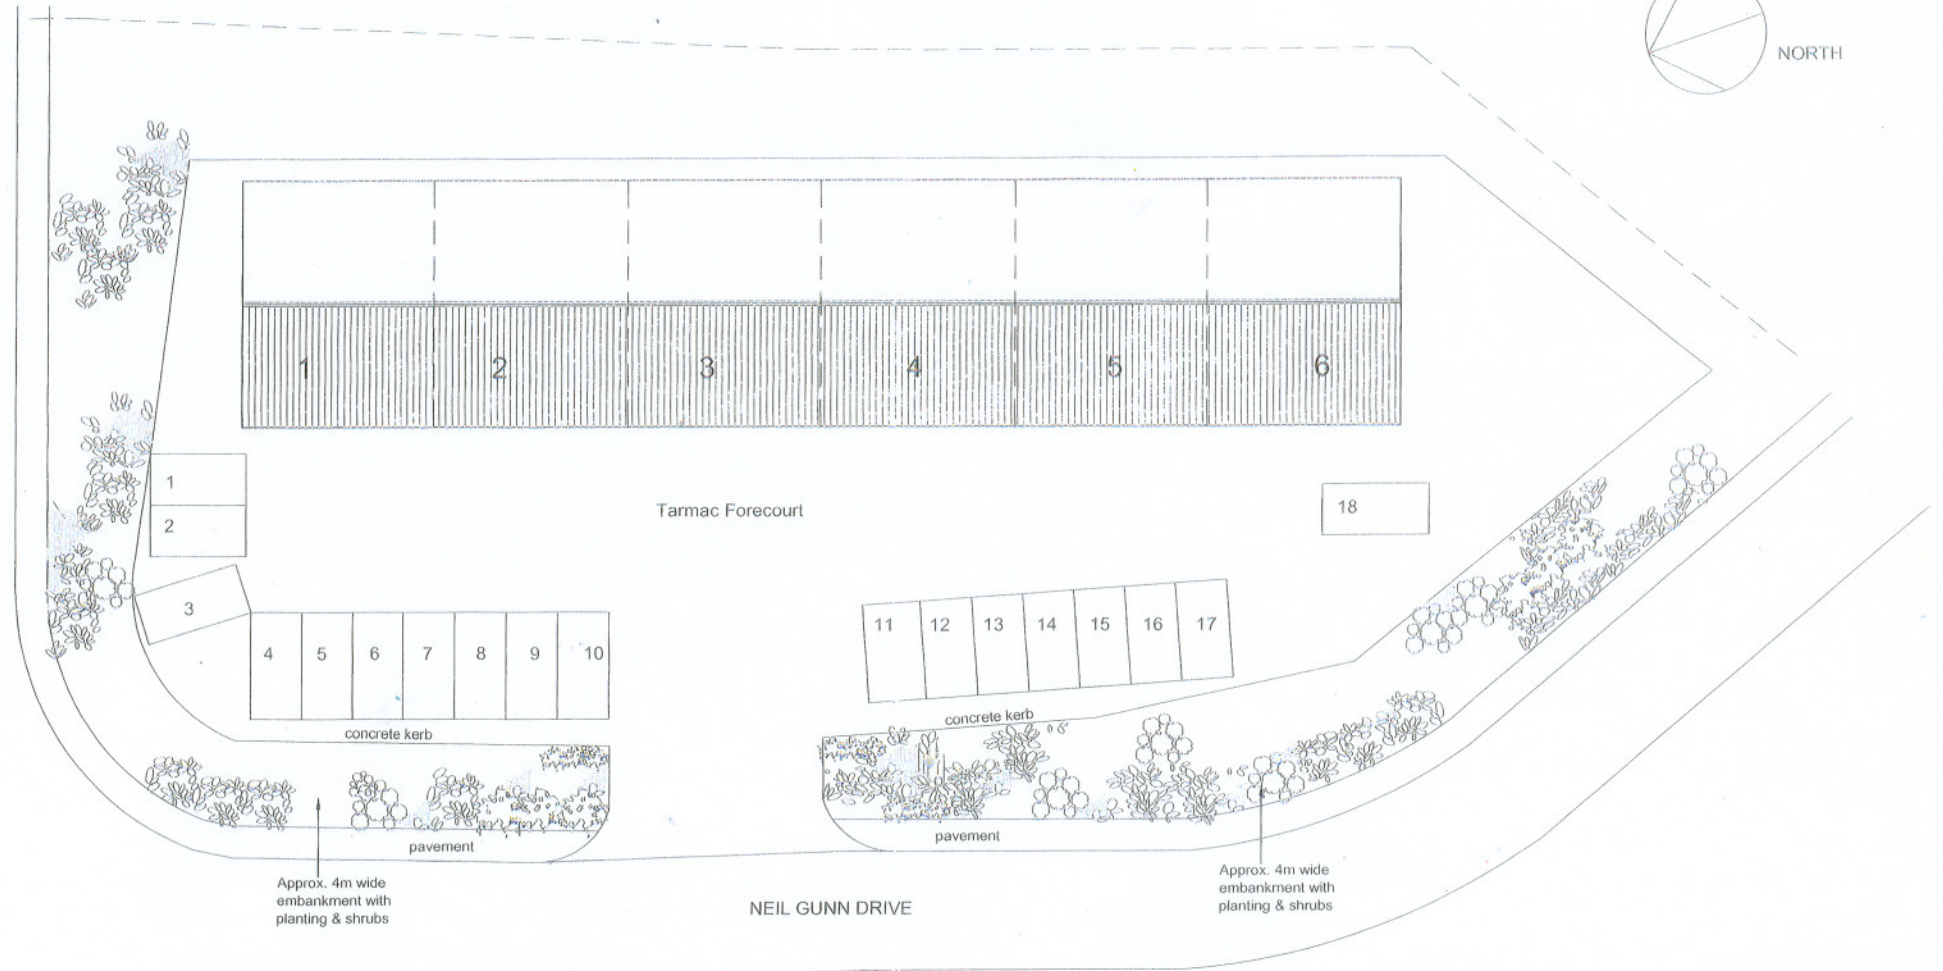 NORTH
1
2
3
4
5
6
1
2
Tarmac Forecourt
18
3
11
12
13
14
15
16
17
4
5
6
7
8
9
10
concrete kerb
concrete kerb
pavement
pavement
Approx. 4m wide
embankment with
planting & shrubs
Approx. 4m wide
embankment with
planting & shrubs
NEIL GUNN DRIVE